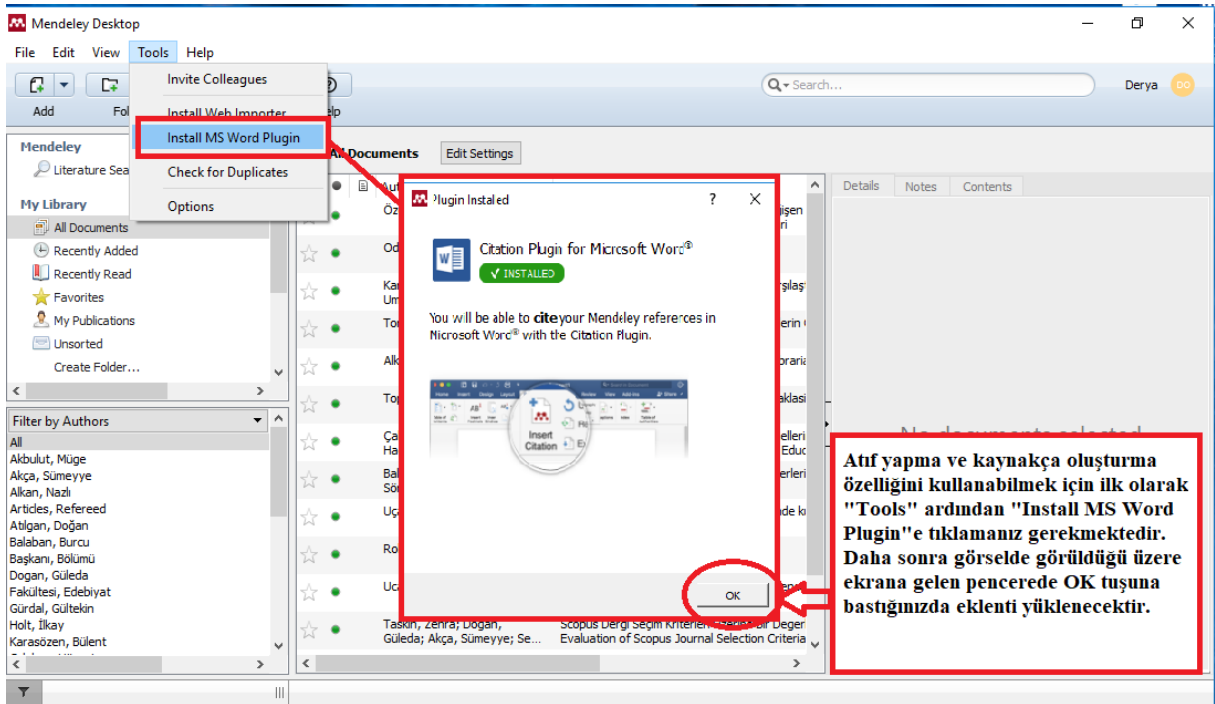 Mendeley Desktop
File Edit View Tools Help
Invite Colleagues
Install Web Importer
Install MS Word Plugin
Check for Duplicates
Options
Search...
Derya DO
Add
Mendeley
My Library
All Documents
Recently Added
Recently Read
Favorites
My Publications
Unsorted
Create Folder...
Filter by Authors
All
Akbulut, Müge
Akça, Sümeyye
Alkan, Nazlı
Articles, Refereed
Atılgan, Doğan
Balaban, Burcu
Başkanı, Bölümü
Dogan, Güleda
Fakültesi, Edebiyat
Gürdal, Gültekin
Holt, İlkay
Karasözen, Bülent
All Documents Edit Settings
Taşkın, Zehra; Doğan,
Güleda; Akça, Sümeyye; Se... Evaluation of Scopus Journal Selection Criteria
Scopus Dergi Seçim
Plugin Installed ?
Citation Plugin for Microsoft Word®
✓ INSTALLED
You will be able to cite your Mendeley references in
Microsoft Word® with the Citation Plugin.
Insert
Citation
OK
Details Notes Contents
No documents selected
Atıf yapma ve kaynakça oluşturma
özelliğini kullanabilmek için ilk olarak
"Tools" ardından "Install MS Word
Plugin"e tıklamanız gerekmektedir.
Daha sonra görselde görüldüğü üzere
ekrana gelen pencerede OK tuşuna
bastığınızda eklenti yüklenecektir.